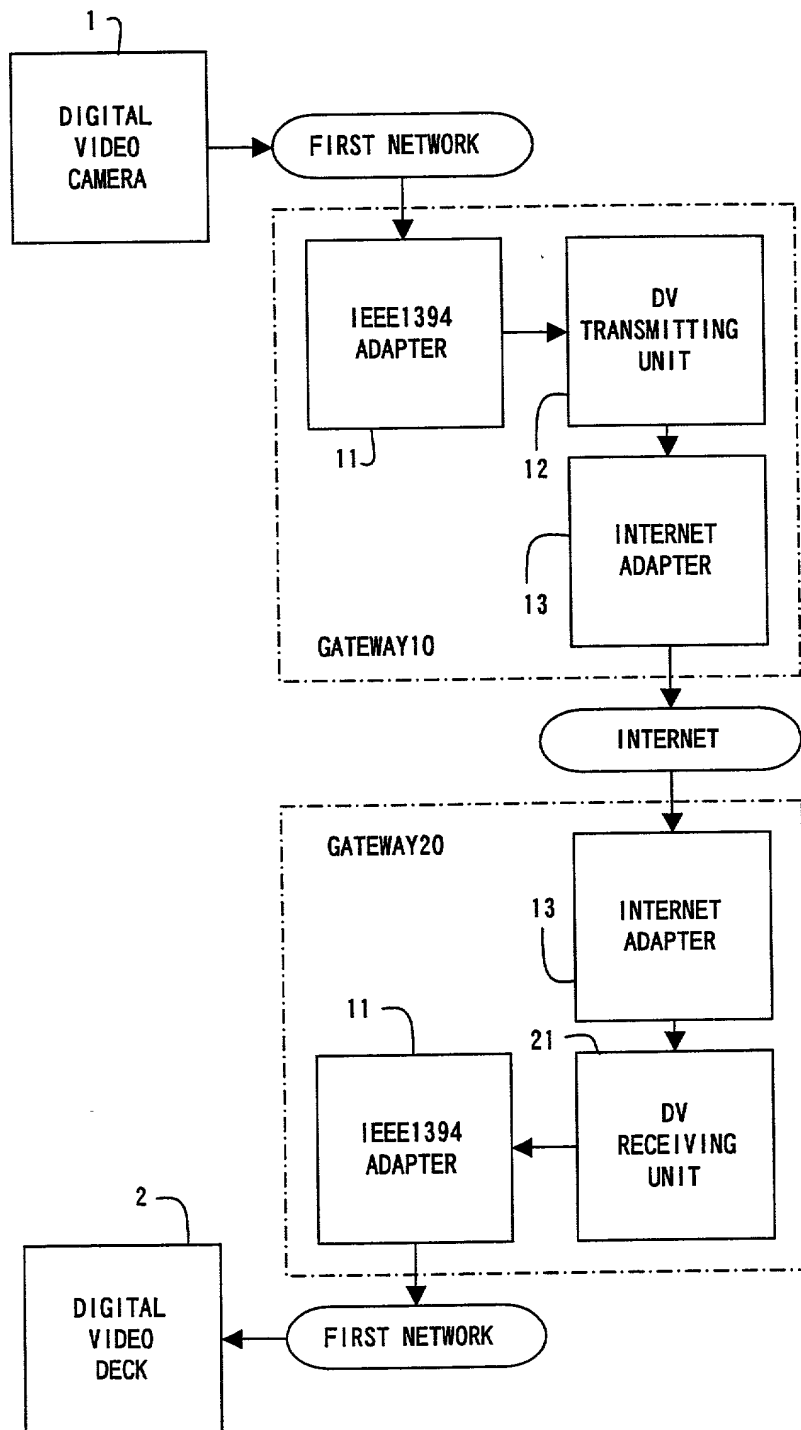 1
DIGITAL
VIDEO
CAMERA
FIRST NETWORK
IEEE1394
ADAPTER
11
DV
TRANSMITTING
UNIT
12
INTERNET
ADAPTER
13
GATEWAY10
INTERNET
GATEWAY20
13
INTERNET
ADAPTER
11
IEEE1394
ADAPTER
21
DV
RECEIVING
UNIT
2
DIGITAL
VIDEO
DECK
FIRST NETWORK